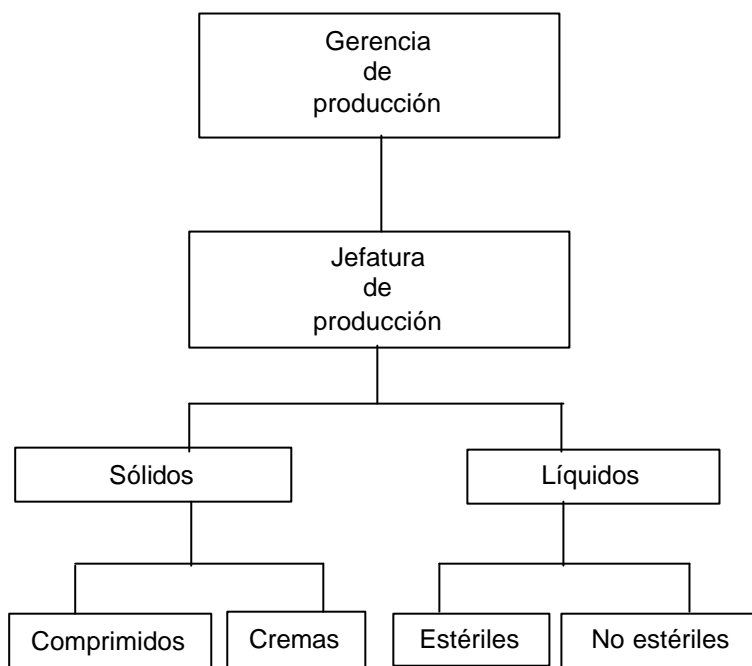 Gerencia
de
producción
Jefatura
de
producción
Sólidos
Líquidos
Comprimidos
Cremas
Estériles
No estériles